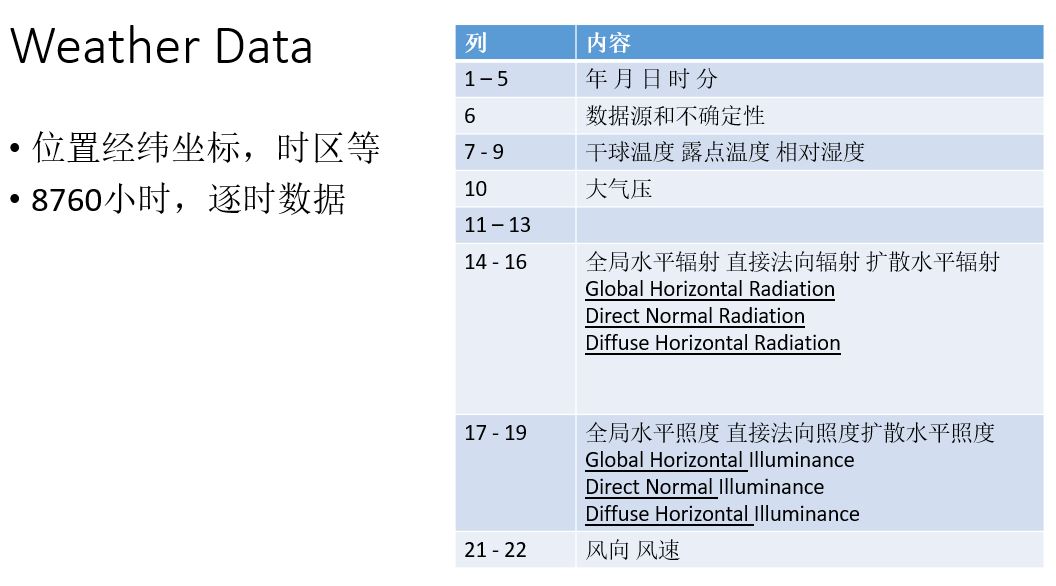 Weather Data
• 位置经纬坐标，时区等
• 8760小时，逐时数据
列 内容
1 – 5 年 月 日 时 分
6 数据源和不确定性
7 - 9 干球温度 露点温度 相对湿度
10 大气压
11 – 13
14 - 16 全局水平辐射 直接法向辐射 扩散水平辐射
Global Horizontal Radiation
Direct Normal Radiation
Diffuse Horizontal Radiation
17 - 19 全局水平照度 直接法向照度扩散水平照度
Global Horizontal Illuminance
Direct Normal Illuminance
Diffuse Horizontal Illuminance
21 - 22 风向 风速